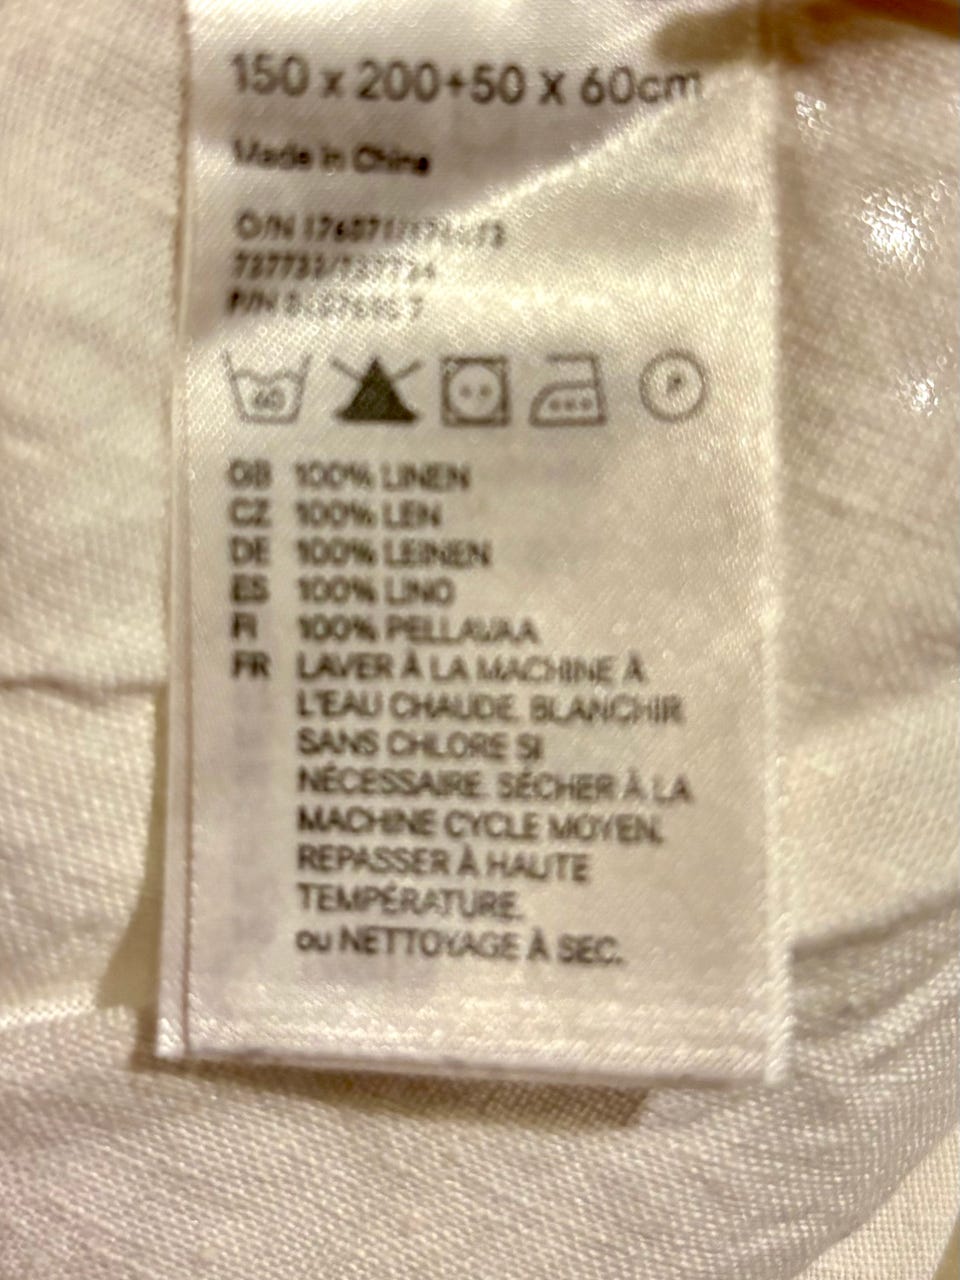 150 x 200+50 x 60cm
Made in China
O/N
P/N
60
P
GB 100% LINEN
CZ 100% LEN
DE 100% LEINEN
ES 100% LINO
FI 100% PELLAVAA
FR LAVER À LA MACHINE À
L'EAU CHAUDE. BLANCHIR
SANS CHLORE SI
NÉCESSAIRE. SÉCHER À LA
MACHINE CYCLE MOYEN.
REPASSER À HAUTE
TEMPÉRATURE.
ou NETTOYAGE À SEC.